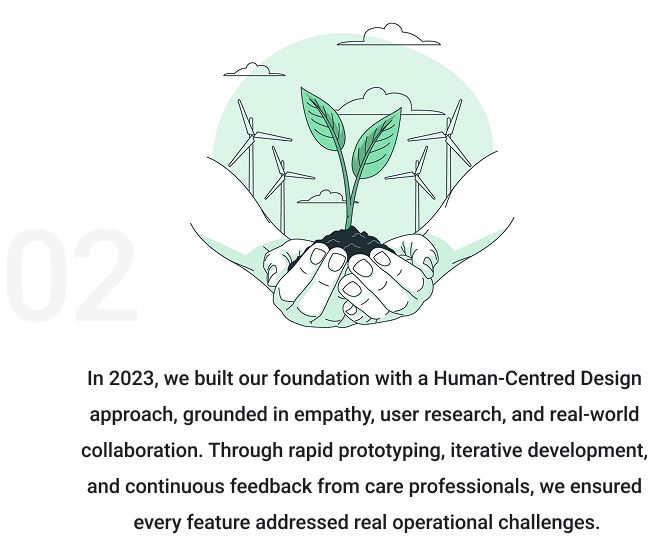 02
In 2023, we built our foundation with a Human-Centred Design
approach, grounded in empathy, user research, and real-world
collaboration. Through rapid prototyping, iterative development,
and continuous feedback from care professionals, we ensured
every feature addressed real operational challenges.